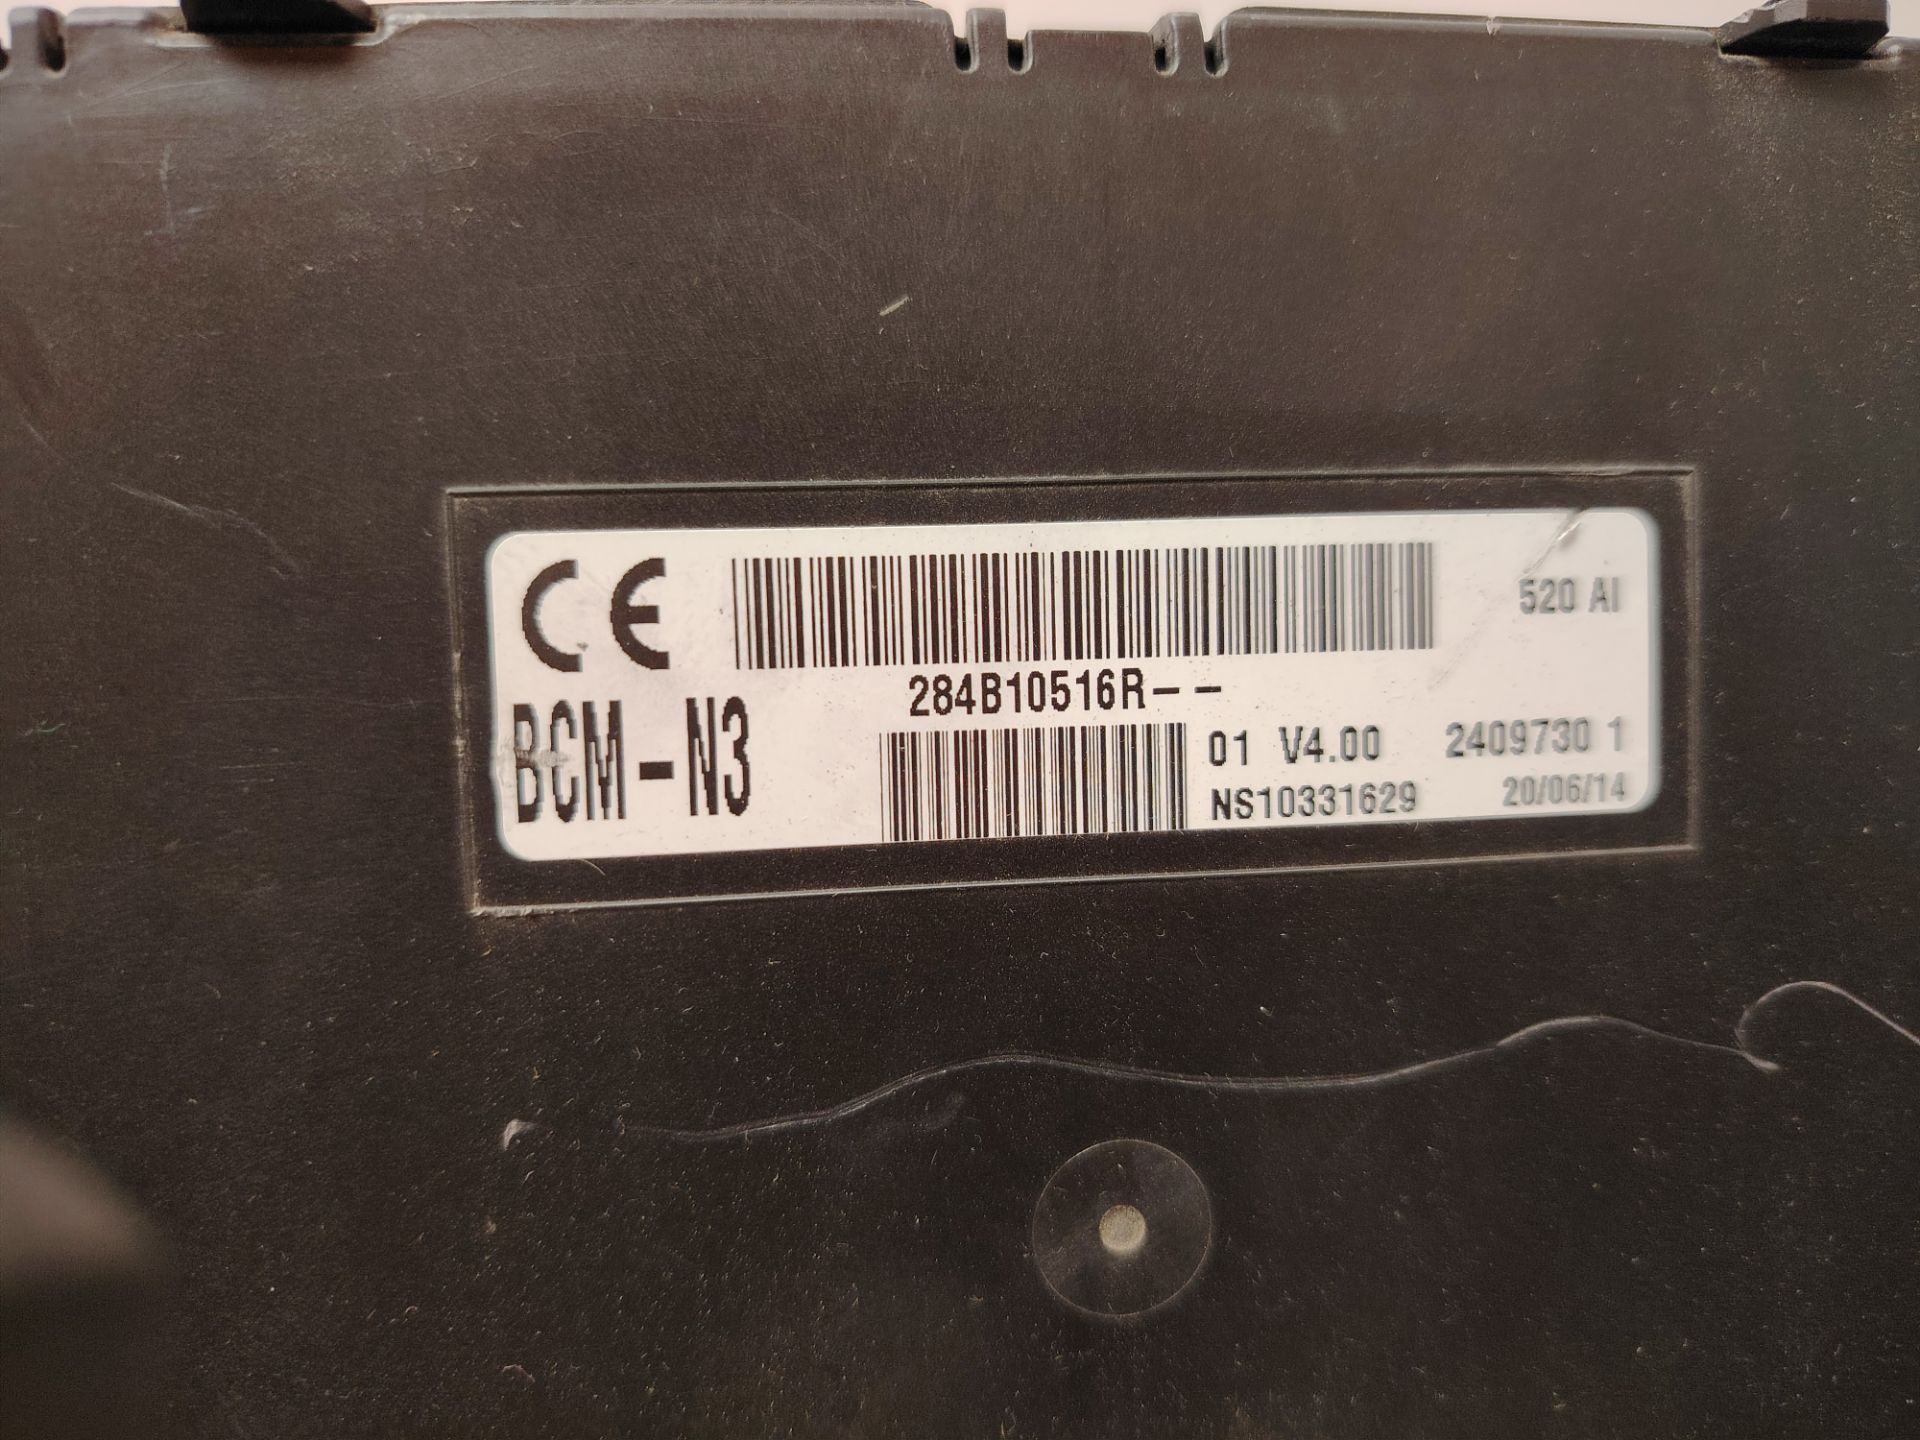 CE
520 AI
284B10516R--
BCM-N3
01 V4.00 2409730 1
NS10331629 20/06/14